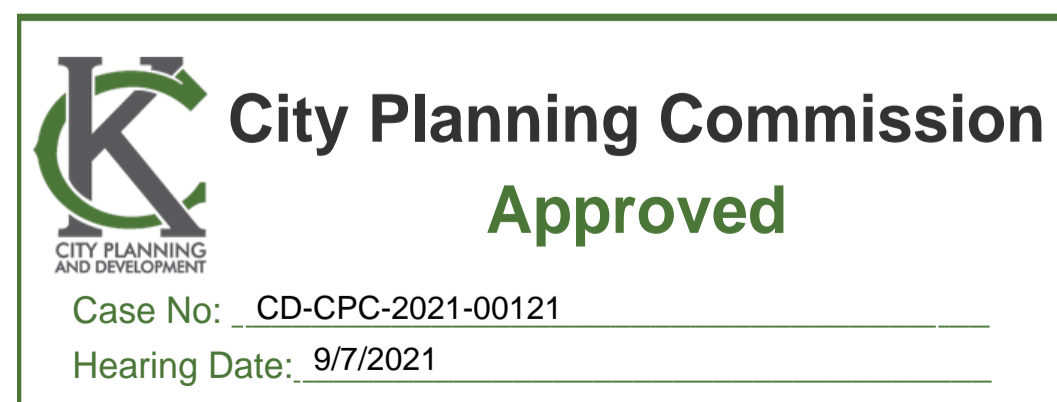 KC
City Planning Commission
Approved
CITY PLANNING
AND DEVELOPMENT
Case No: CD-CPC-2021-00121
Hearing Date: 9/7/2021